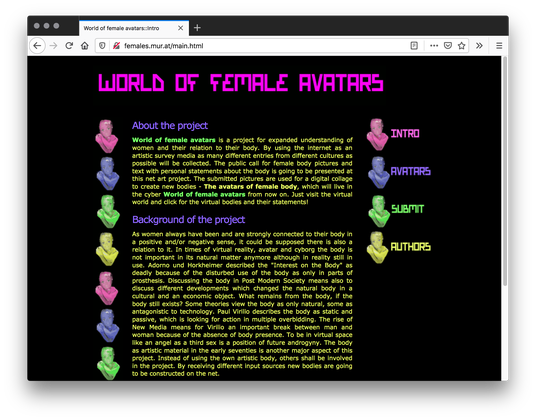 World of female avatars::Intro
females.mur.at/main.html
WORLD OF FEMALE AVATARS
About the project
World of female avatars is a project for expanded understanding of
women and their relation to their body. By using the internet as an
artistic survey media as many different entries from different cultures as
possible will be collected. The public call for female body pictures and
text with personal statements about the body is going to be presented at
this net art project. The submitted pictures are used for a digital collage
to create new bodies - The avatars of female body, which will live in
the cyber World of female avatars from now on. Just visit the virtual
world and click for the virtual bodies and their statements!
Background of the project
As women always have been and are strongly connected to their body in
a positive and/or negative sense, it could be supposed there is also a
relation to it. In times of virtual reality, avatar and cyborg the body is
not important in its natural matter anymore although in reality still in
use. Adorno und Horkheimer described the "Interest on the Body" as
deadly because of the disturbed use of the body as only in parts of
prosthesis. Discussing the body in Post Modern Society means also to
discuss different developments which changed the natural body in a
cultural and an economic object. What remains from the body, if the
body still exists? Some theories view the body as only natural, some as
antagonistic to technology. Paul Virilio describes the body as static and
passive, which is looking for action in multiple overbidding. The rise of
New Media means for Virilio an important break between man and
woman because of the absence of body presence. To be in virtual space
like an angel as a third sex is a position of future androgyny. The body
as artistic material in the early seventies is another major aspect of this
project. Instead of using the own artistic body, others shall be involved
in the project. By receiving different input sources new bodies are going
to be constructed on the net.
INTRO
AVATARS
SUBMIT
AUTHORS